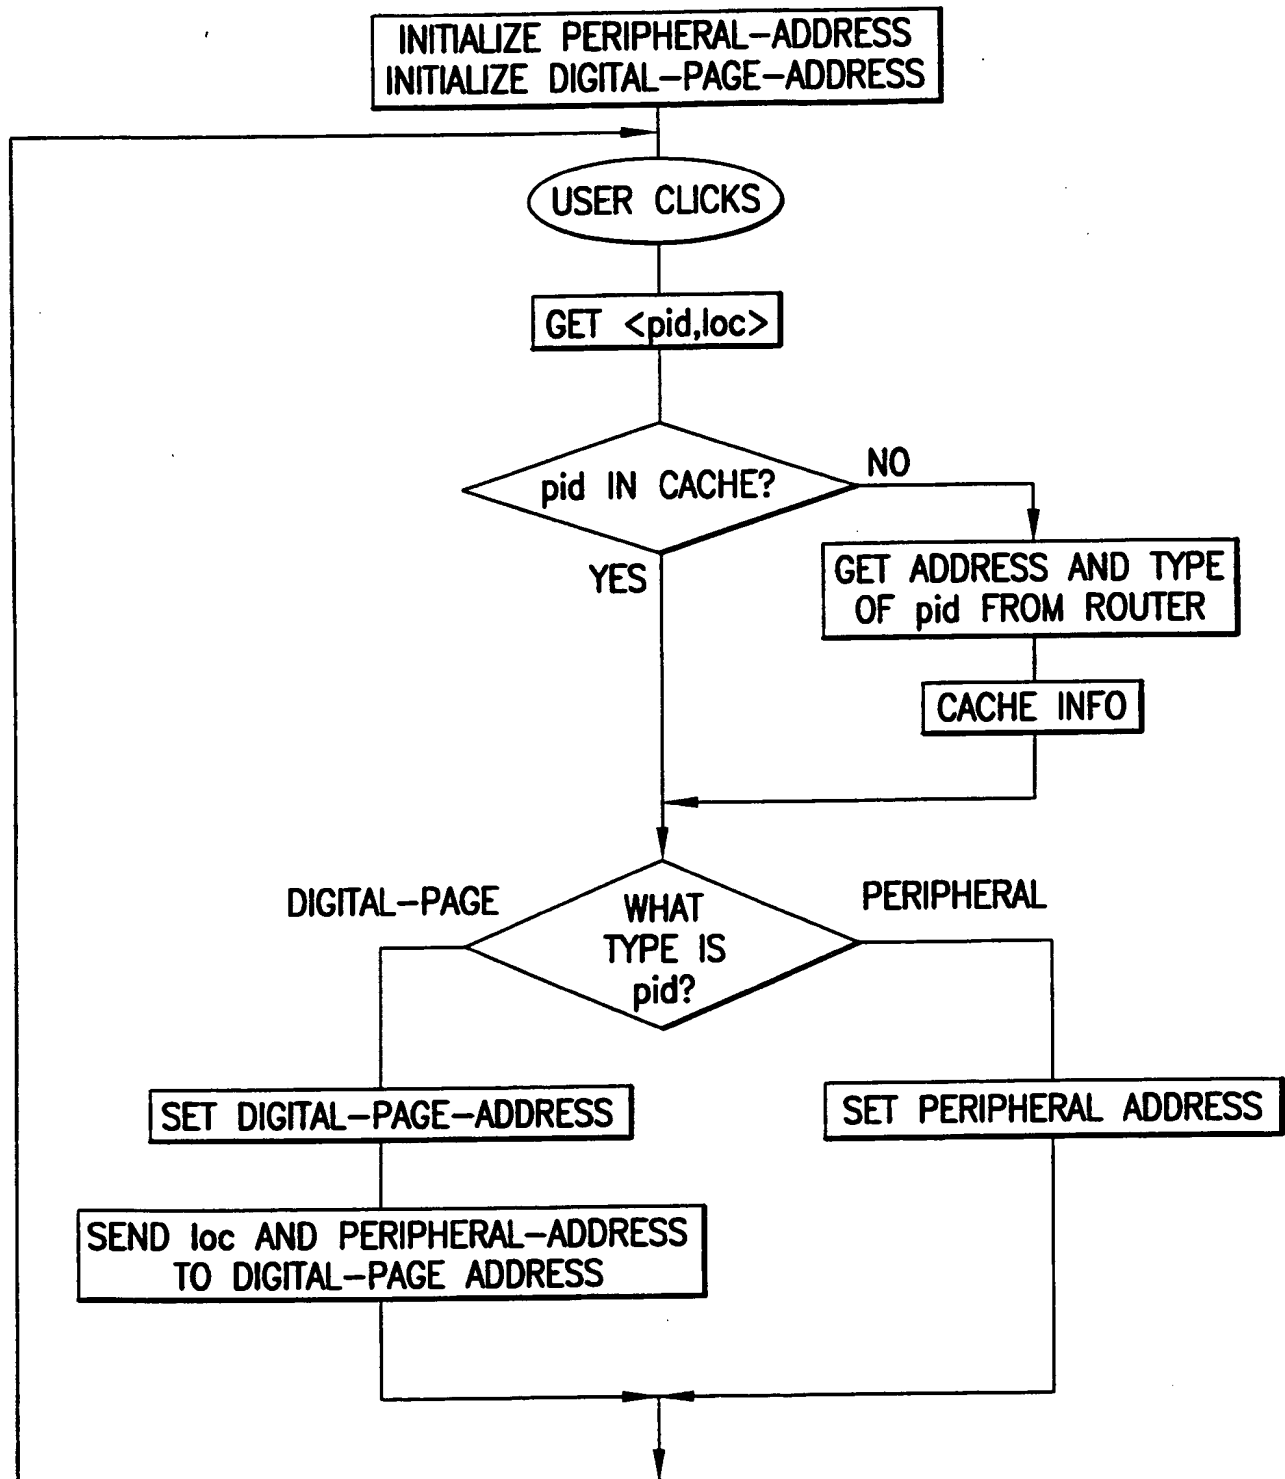 INITIALIZE PERIPHERAL-ADDRESS
INITIALIZE DIGITAL-PAGE-ADDRESS
USER CLICKS
GET <pid,loc>
pid IN CACHE?
NO
YES
GET ADDRESS AND TYPE
OF pid FROM ROUTER
CACHE INFO
DIGITAL-PAGE
WHAT
TYPE IS
pid?
PERIPHERAL
SET DIGITAL-PAGE-ADDRESS
SET PERIPHERAL ADDRESS
SEND loc AND PERIPHERAL-ADDRESS
TO DIGITAL-PAGE ADDRESS